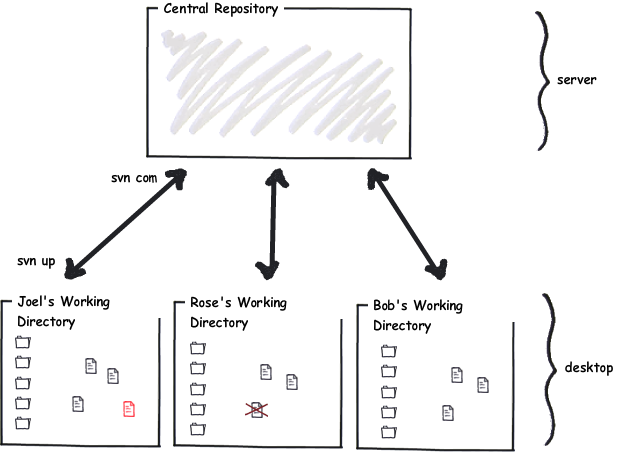 Central Repository
server
svn com
svn up
Joel's Working
Directory
Rose's Working
Directory
Bob's Working
Directory
desktop